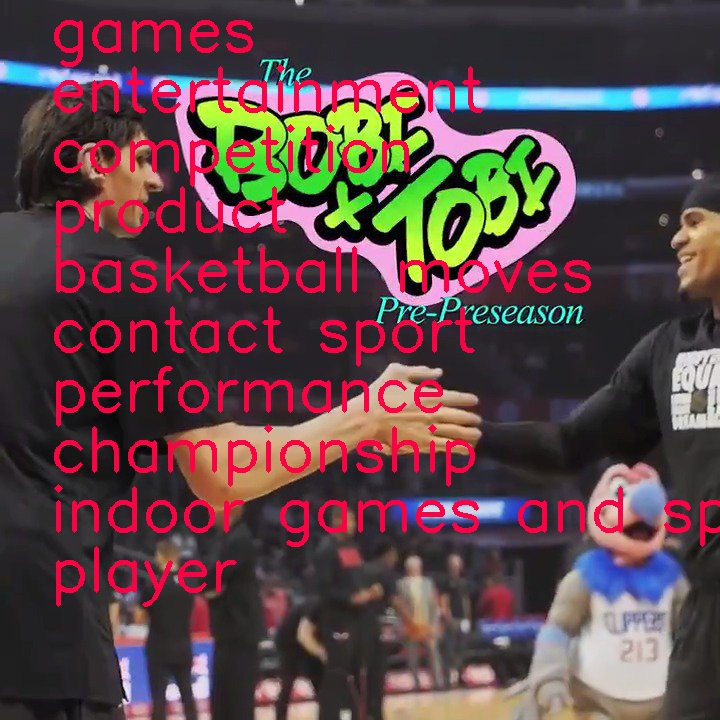 games
The
entertainment
BOBI
competition
x TOBI
product
basketball moves
Pre-Preseason
contact sport
performance
championship
indoor games and sp
player
EQU
CLIPPERS
213